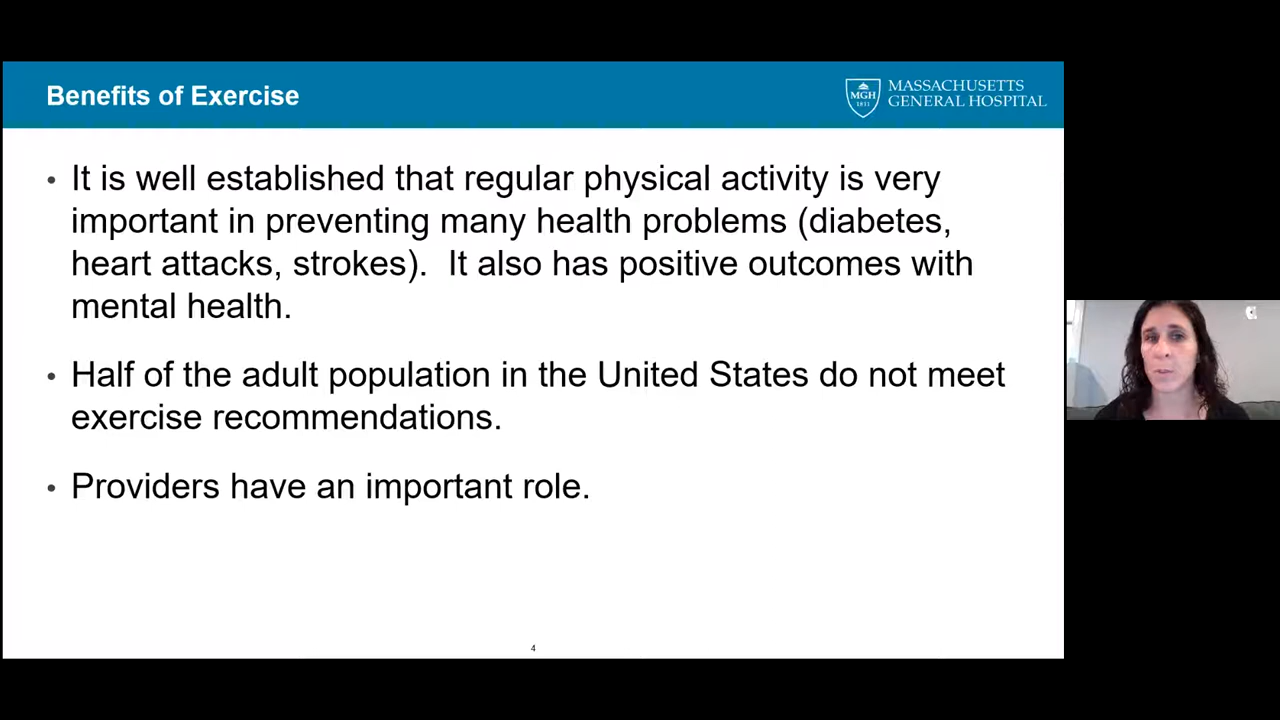 Benefits of Exercise
MGH
1811
MASSACHUSETTS
GENERAL HOSPITAL
• It is well established that regular physical activity is very
important in preventing many health problems (diabetes,
heart attacks, strokes).  It also has positive outcomes with
mental health.
• Half of the adult population in the United States do not meet
exercise recommendations.
• Providers have an important role.
4